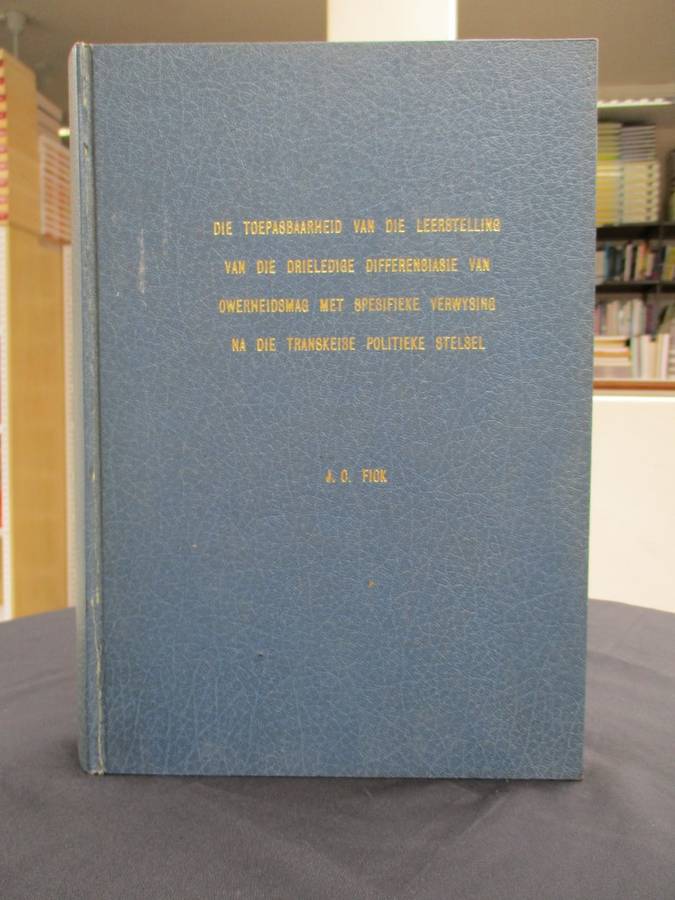 DIE TOEPASBAARHEID VAN DIE LEERSTELLING
VAN DIE DRIELEDIGE DIFFERENSIASIE VAN
OWERHEIDSMAG MET SPESIFIEKE VERWYSING
NA DIE TRANSKEISE POLITIEKE STELSEL
J. C. FICK